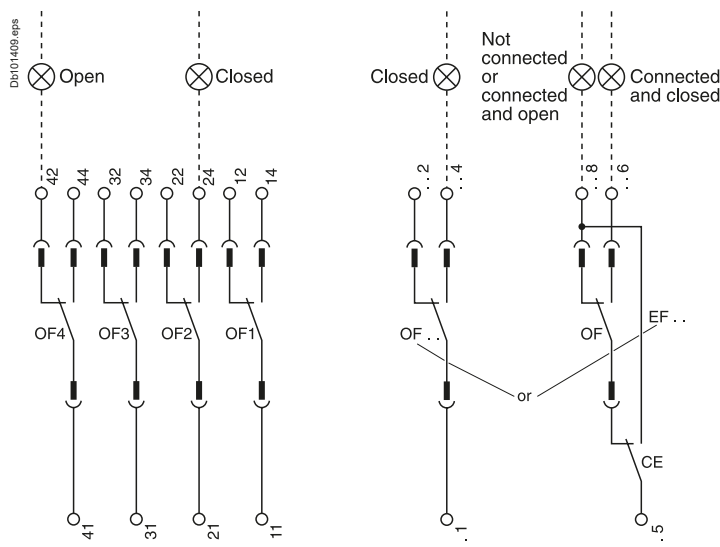 Db101409.eps
Open
Closed
Closed
Not
connected
or
connected
and open
Connected
and closed
42
44
32
34
22
24
12
14
. . 2
. . 4
. . 8
. . 6
OF4
OF3
OF2
OF1
OF . .
OF
EF . .
or
CE
41
31
21
11
. . 1
. . 5